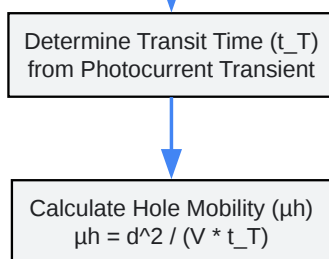 Determine Transit Time (t_T)
from Photocurrent Transient
Calculate Hole Mobility (µh)
µh = d^2 / (V * t_T)